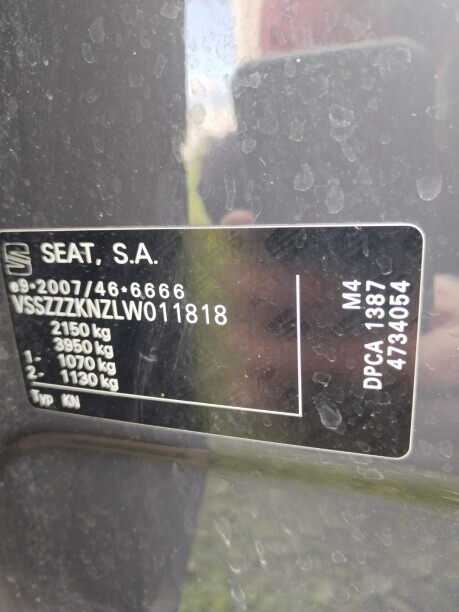 SEAT, S.A.
e9*2007/46*6666
VSSZZZKNZLW011818
2150 kg
3950 kg
1- 1070 kg
2- 1130 kg
Typ KN
M4
DPCA 1387
4734054